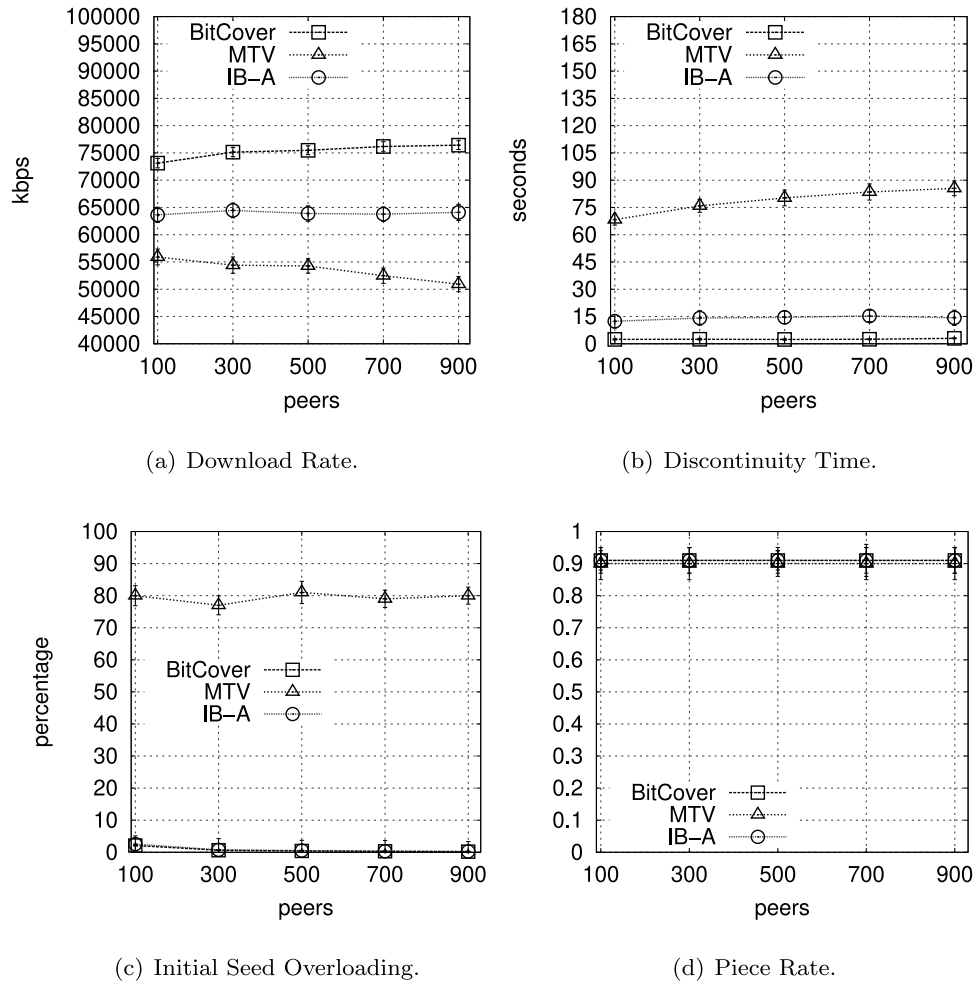 100000
95000
90000
85000
80000
75000
70000
65000
60000
55000
50000
45000
40000
kbps
BitCover
MTV
IB-A
100 300 500 700 900
peers
(a) Download Rate.
180
165
150
135
120
105
90
75
60
45
30
15
0
seconds
BitCover
MTV
IB-A
100 300 500 700 900
peers
(b) Discontinuity Time.
100
90
80
70
60
50
40
30
20
10
0
percentage
BitCover
MTV
IB-A
100 300 500 700 900
peers
(c) Initial Seed Overloading.
1
0.9
0.8
0.7
0.6
0.5
0.4
0.3
0.2
0.1
0
BitCover
MTV
IB-A
100 300 500 700 900
peers
(d) Piece Rate.